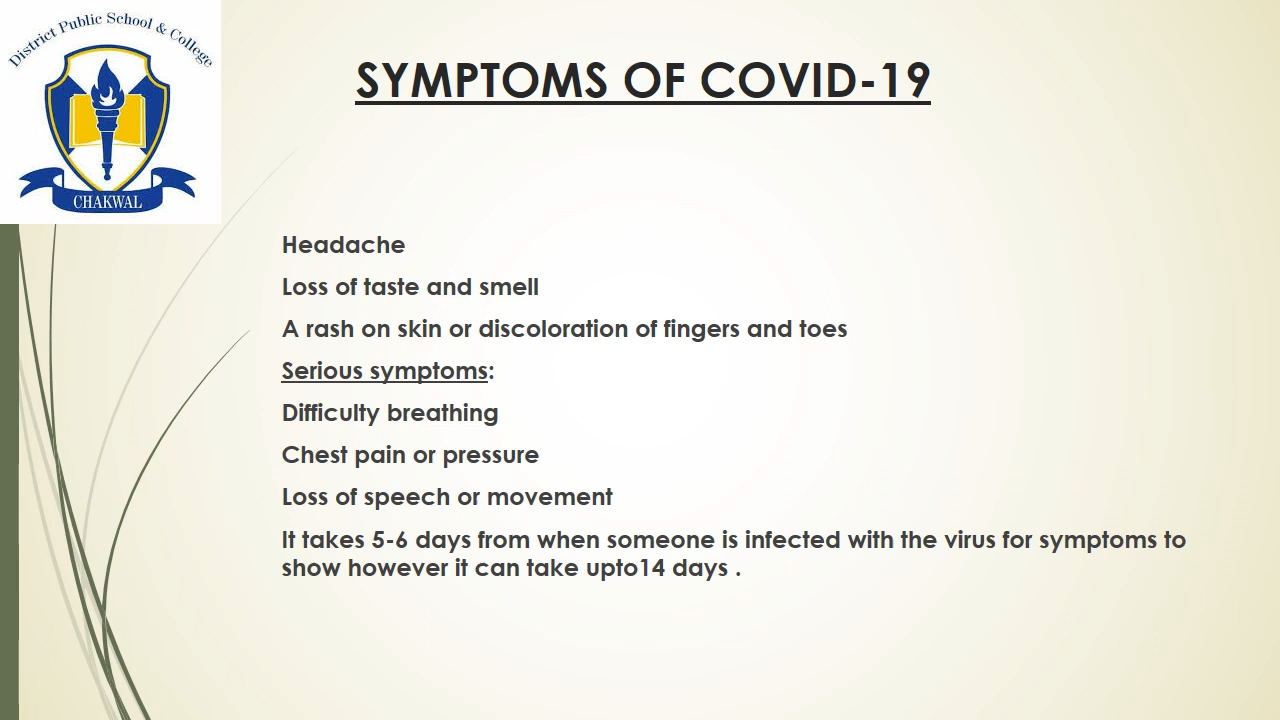 District Public School & College
CHAKWAL
SYMPTOMS OF COVID-19
Headache
Loss of taste and smell
A rash on skin or discoloration of fingers and toes
Serious symptoms:
Difficulty breathing
Chest pain or pressure
Loss of speech or movement
It takes 5-6 days from when someone is infected with the virus for symptoms to
show however it can take upto14 days .